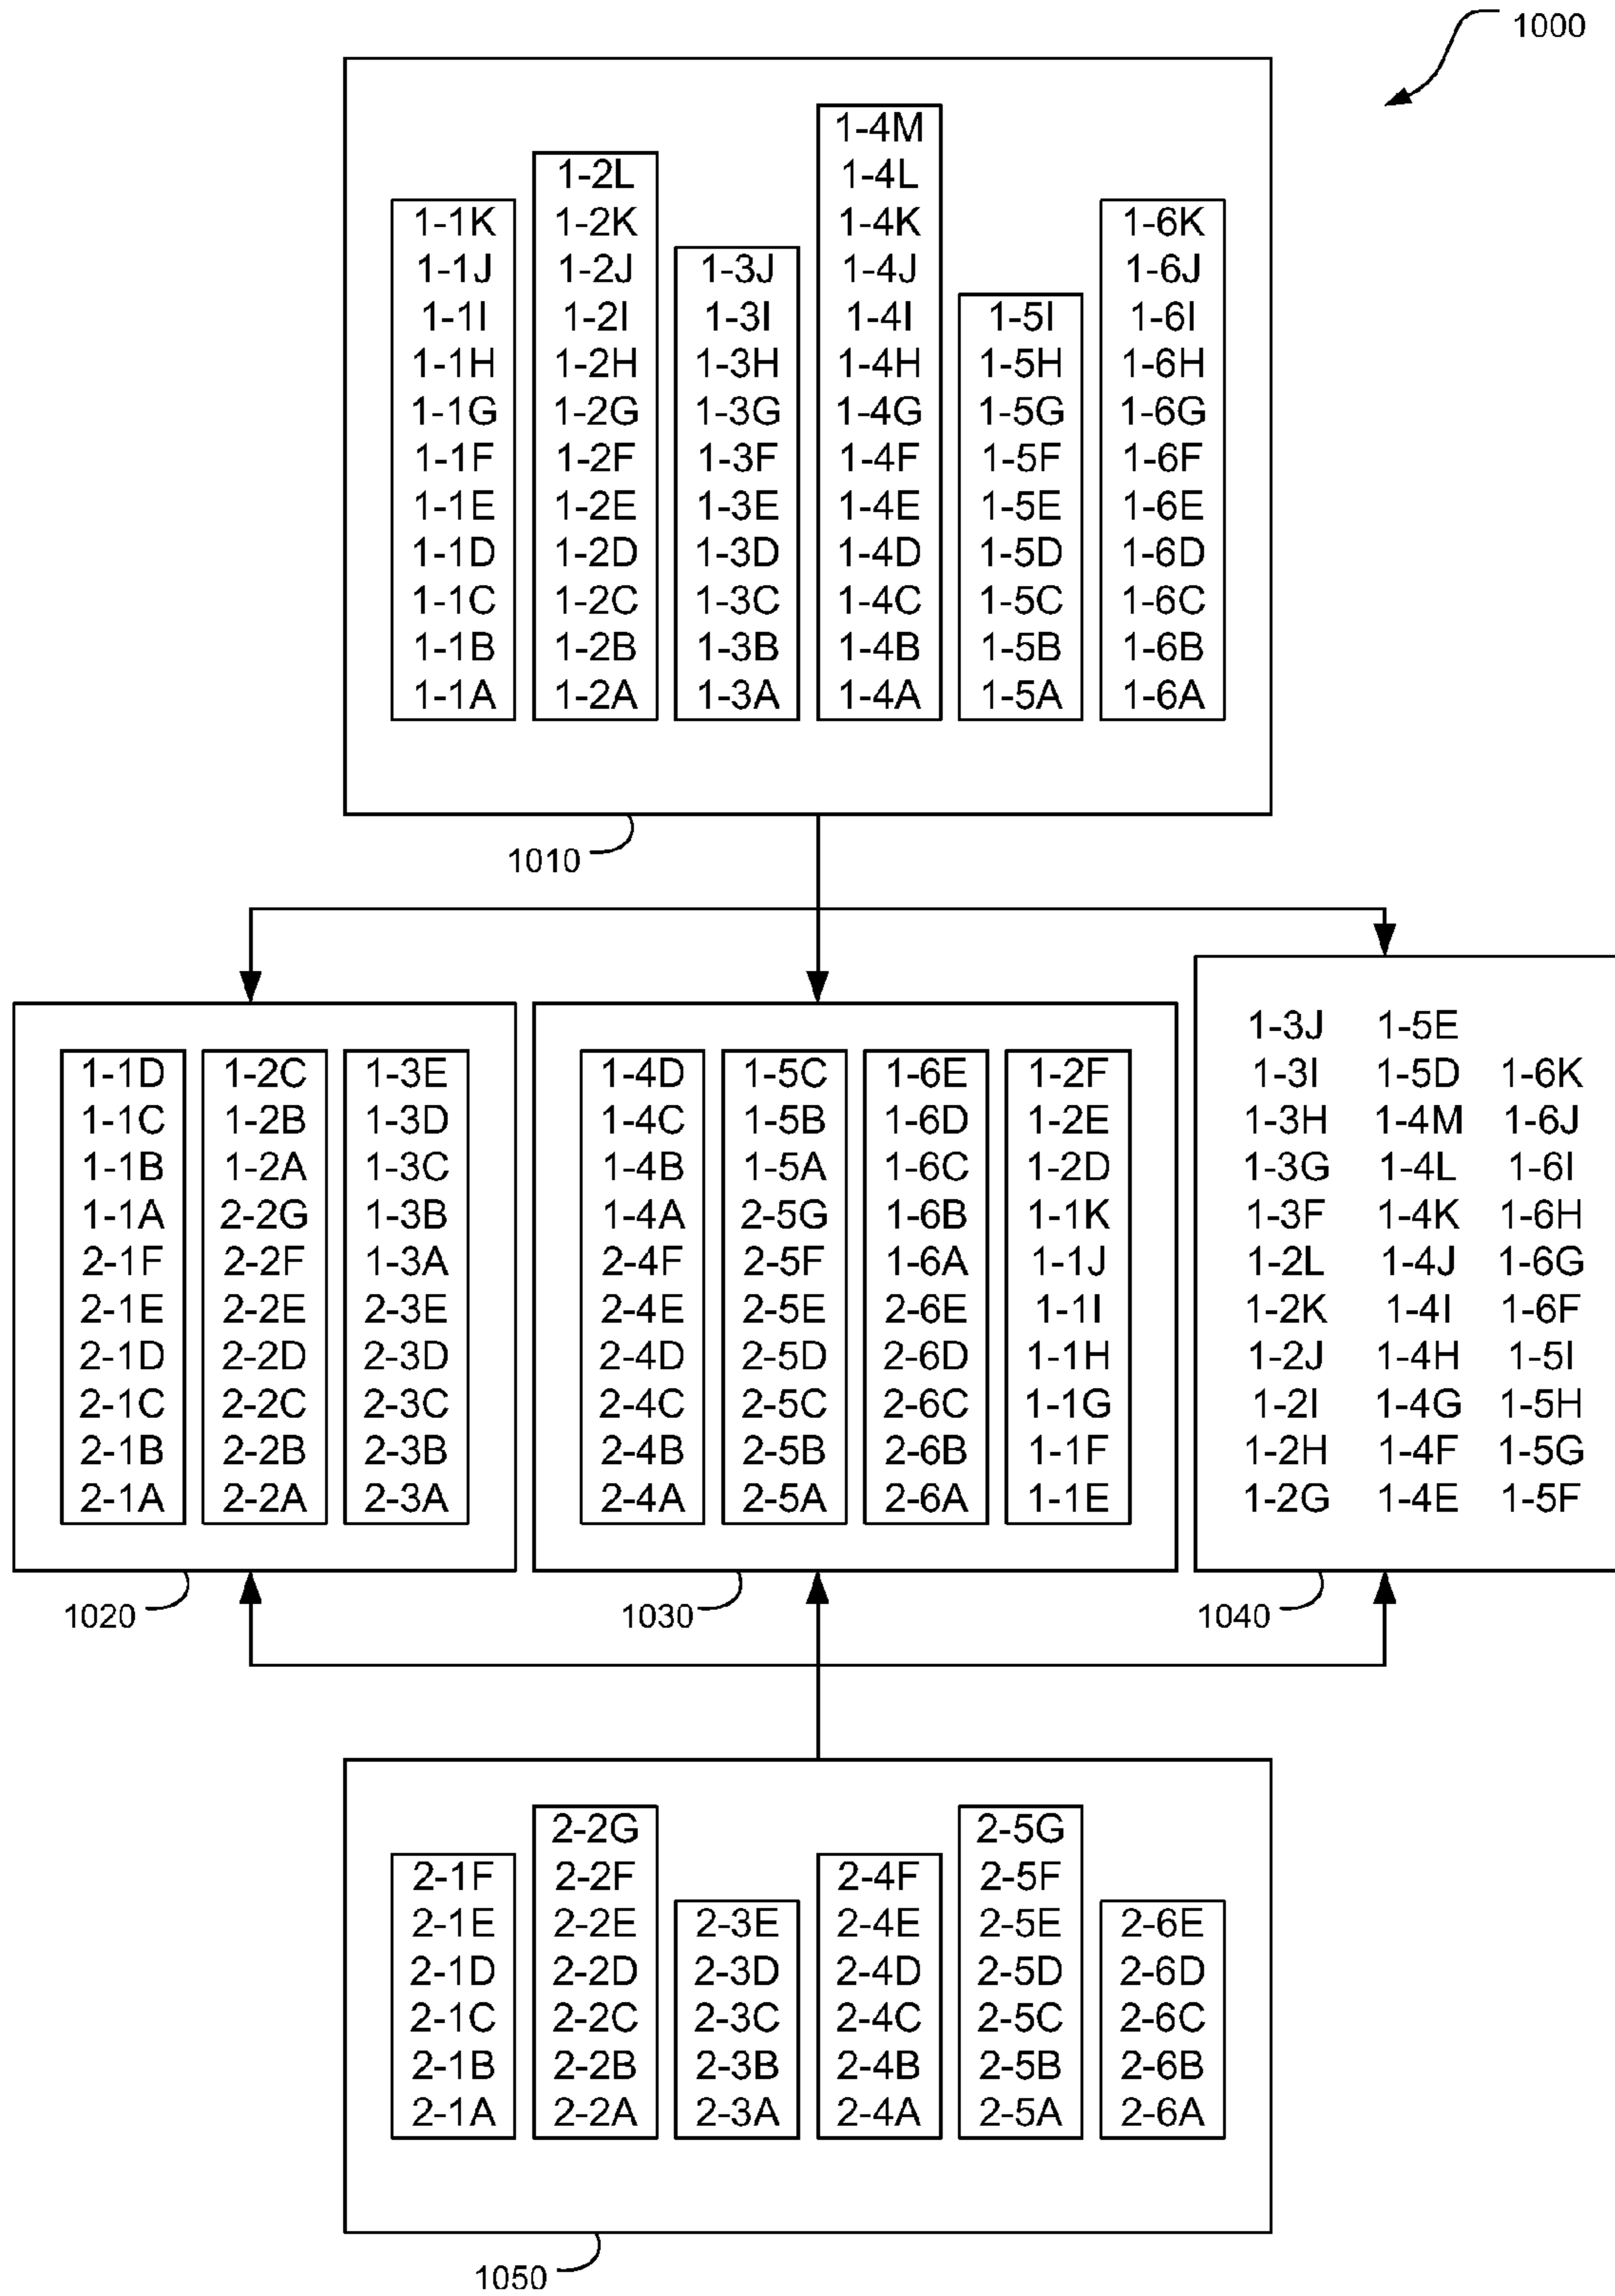 1000
1-4M
1-2L 1-4L
1-1K 1-2K 1-4K 1-6K
1-1J 1-2J 1-3J 1-4J 1-6J
1-1I 1-2I 1-3I 1-4I 1-5I 1-6I
1-1H 1-2H 1-3H 1-4H 1-5H 1-6H
1-1G 1-2G 1-3G 1-4G 1-5G 1-6G
1-1F 1-2F 1-3F 1-4F 1-5F 1-6F
1-1E 1-2E 1-3E 1-4E 1-5E 1-6E
1-1D 1-2D 1-3D 1-4D 1-5D 1-6D
1-1C 1-2C 1-3C 1-4C 1-5C 1-6C
1-1B 1-2B 1-3B 1-4B 1-5B 1-6B
1-1A 1-2A 1-3A 1-4A 1-5A 1-6A
1010
1-3J 1-5E
1-1D 1-2C 1-3E 1-4D 1-5C 1-6E 1-2F 1-3I 1-5D 1-6K
1-1C 1-2B 1-3D 1-4C 1-5B 1-6D 1-2E 1-3H 1-4M 1-6J
1-1B 1-2A 1-3C 1-4B 1-5A 1-6C 1-2D 1-3G 1-4L 1-6I
1-1A 2-2G 1-3B 1-4A 2-5G 1-6B 1-1K 1-3F 1-4K 1-6H
2-1F 2-2F 1-3A 2-4F 2-5F 1-6A 1-1J 1-2L 1-4J 1-6G
2-1E 2-2E 2-3E 2-4E 2-5E 2-6E 1-1I 1-2K 1-4I 1-6F
2-1D 2-2D 2-3D 2-4D 2-5D 2-6D 1-1H 1-2J 1-4H 1-5I
2-1C 2-2C 2-3C 2-4C 2-5C 2-6C 1-1G 1-2I 1-4G 1-5H
2-1B 2-2B 2-3B 2-4B 2-5B 2-6B 1-1F 1-2H 1-4F 1-5G
2-1A 2-2A 2-3A 2-4A 2-5A 2-6A 1-1E 1-2G 1-4E 1-5F
1020 1030 1040
2-2G 2-5G
2-1F 2-2F 2-4F 2-5F
2-1E 2-2E 2-3E 2-4E 2-5E 2-6E
2-1D 2-2D 2-3D 2-4D 2-5D 2-6D
2-1C 2-2C 2-3C 2-4C 2-5C 2-6C
2-1B 2-2B 2-3B 2-4B 2-5B 2-6B
2-1A 2-2A 2-3A 2-4A 2-5A 2-6A
1050